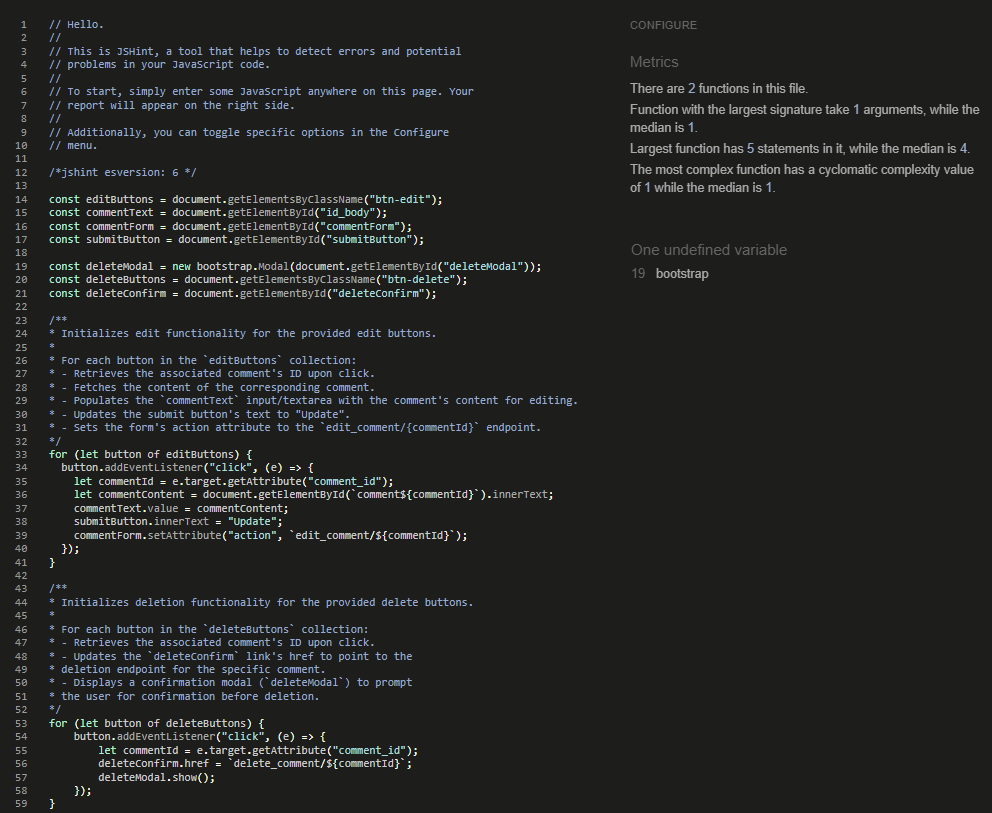 1 // Hello.
2 //
3 // This is JSHint, a tool that helps to detect errors and potential
4 // problems in your JavaScript code.
5 //
6 // To start, simply enter some JavaScript anywhere on this page. Your
7 // report will appear on the right side.
8 //
9 // Additionally, you can toggle specific options in the Configure
10 // menu.
11
12 /*jshint esversion: 6 */
13
14 const editButtons = document.getElementsByClassName("btn-edit");
15 const commentText = document.getElementById("id_body");
16 const commentForm = document.getElementById("commentForm");
17 const submitButton = document.getElementById("submitButton");
18
19 const deleteModal = new bootstrap.Modal(document.getElementById("deleteModal"));
20 const deleteButtons = document.getElementsByClassName("btn-delete");
21 const deleteConfirm = document.getElementById("deleteConfirm");
22
23 /**
24 * Initializes edit functionality for the provided edit buttons.
25 *
26 * For each button in the `editButtons` collection:
27 * - Retrieves the associated comment's ID upon click.
28 * - Fetches the content of the corresponding comment.
29 * - Populates the `commentText` input/textarea with the comment's content for editing.
30 * - Updates the submit button's text to "Update".
31 * - Sets the form's action attribute to the `edit_comment/{commentId}` endpoint.
32 */
33 for (let button of editButtons) {
34   button.addEventListener("click", (e) => {
35     let commentId = e.target.getAttribute("comment_id");
36     let commentContent = document.getElementById(`comment${commentId}`).innerText;
37     commentText.value = commentContent;
38     submitButton.innerText = "Update";
39     commentForm.setAttribute("action", `edit_comment/${commentId}`);
40   });
41 }
42
43 /**
44 * Initializes deletion functionality for the provided delete buttons.
45 *
46 * For each button in the `deleteButtons` collection:
47 * - Retrieves the associated comment's ID upon click.
48 * - Updates the `deleteConfirm` link's href to point to the
49 * deletion endpoint for the specific comment.
50 * - Displays a confirmation modal (`deleteModal`) to prompt
51 * the user for confirmation before deletion.
52 */
53 for (let button of deleteButtons) {
54     button.addEventListener("click", (e) => {
55         let commentId = e.target.getAttribute("comment_id");
56         deleteConfirm.href = `delete_comment/${commentId}`;
57         deleteModal.show();
58     });
59 }
CONFIGURE
Metrics
There are 2 functions in this file.
Function with the largest signature take 1 arguments, while the
median is 1.
Largest function has 5 statements in it, while the median is 4.
The most complex function has a cyclomatic complexity value
of 1 while the median is 1.
One undefined variable
19 bootstrap